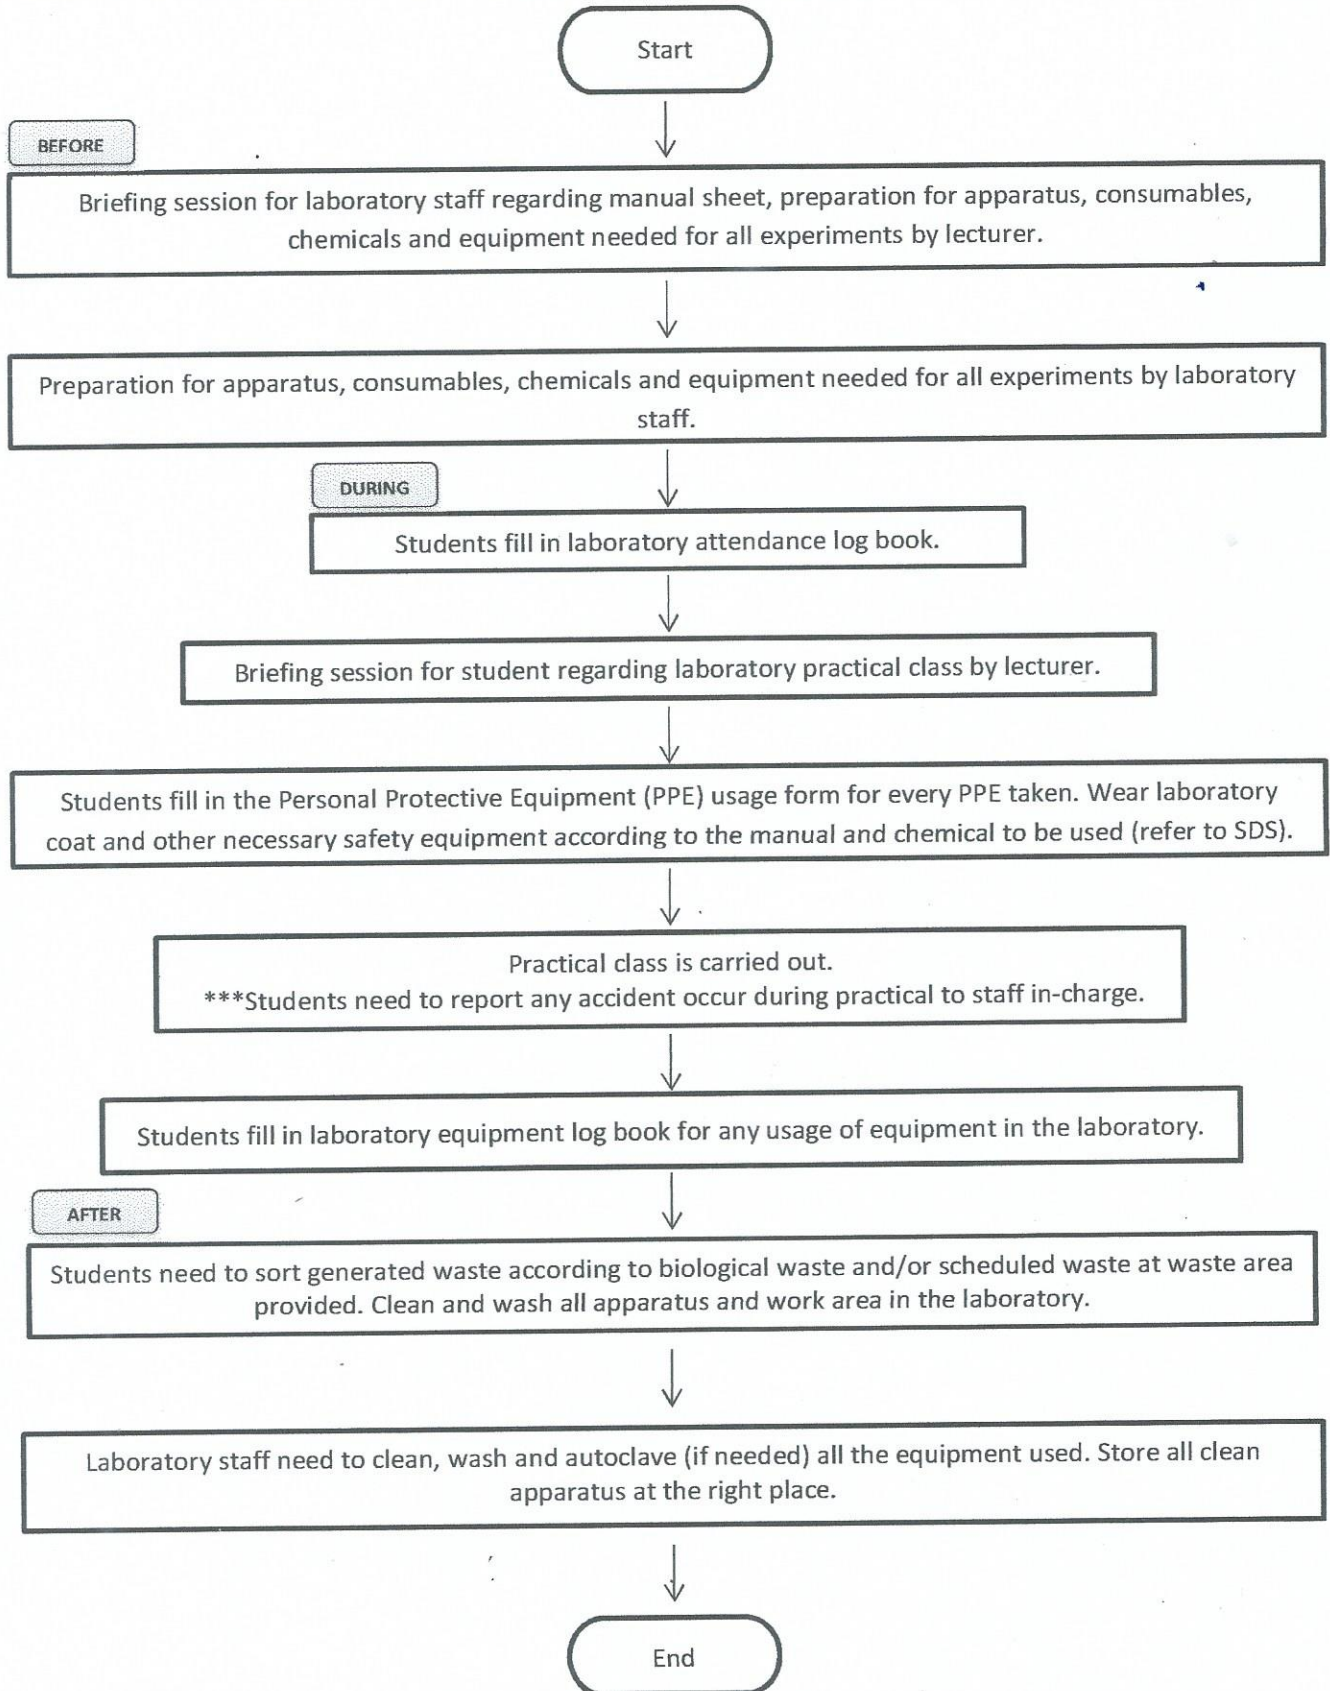 Start
BEFORE
Briefing session for laboratory staff regarding manual sheet, preparation for apparatus, consumables,
chemicals and equipment needed for all experiments by lecturer.
Preparation for apparatus, consumables, chemicals and equipment needed for all experiments by laboratory
staff.
DURING
Students fill in laboratory attendance log book.
Briefing session for student regarding laboratory practical class by lecturer.
Students fill in the Personal Protective Equipment (PPE) usage form for every PPE taken. Wear laboratory
coat and other necessary safety equipment according to the manual and chemical to be used (refer to SDS).
Practical class is carried out.
***Students need to report any accident occur during practical to staff in-charge.
Students fill in laboratory equipment log book for any usage of equipment in the laboratory.
AFTER
Students need to sort generated waste according to biological waste and/or scheduled waste at waste area
provided. Clean and wash all apparatus and work area in the laboratory.
Laboratory staff need to clean, wash and autoclave (if needed) all the equipment used. Store all clean
apparatus at the right place.
End